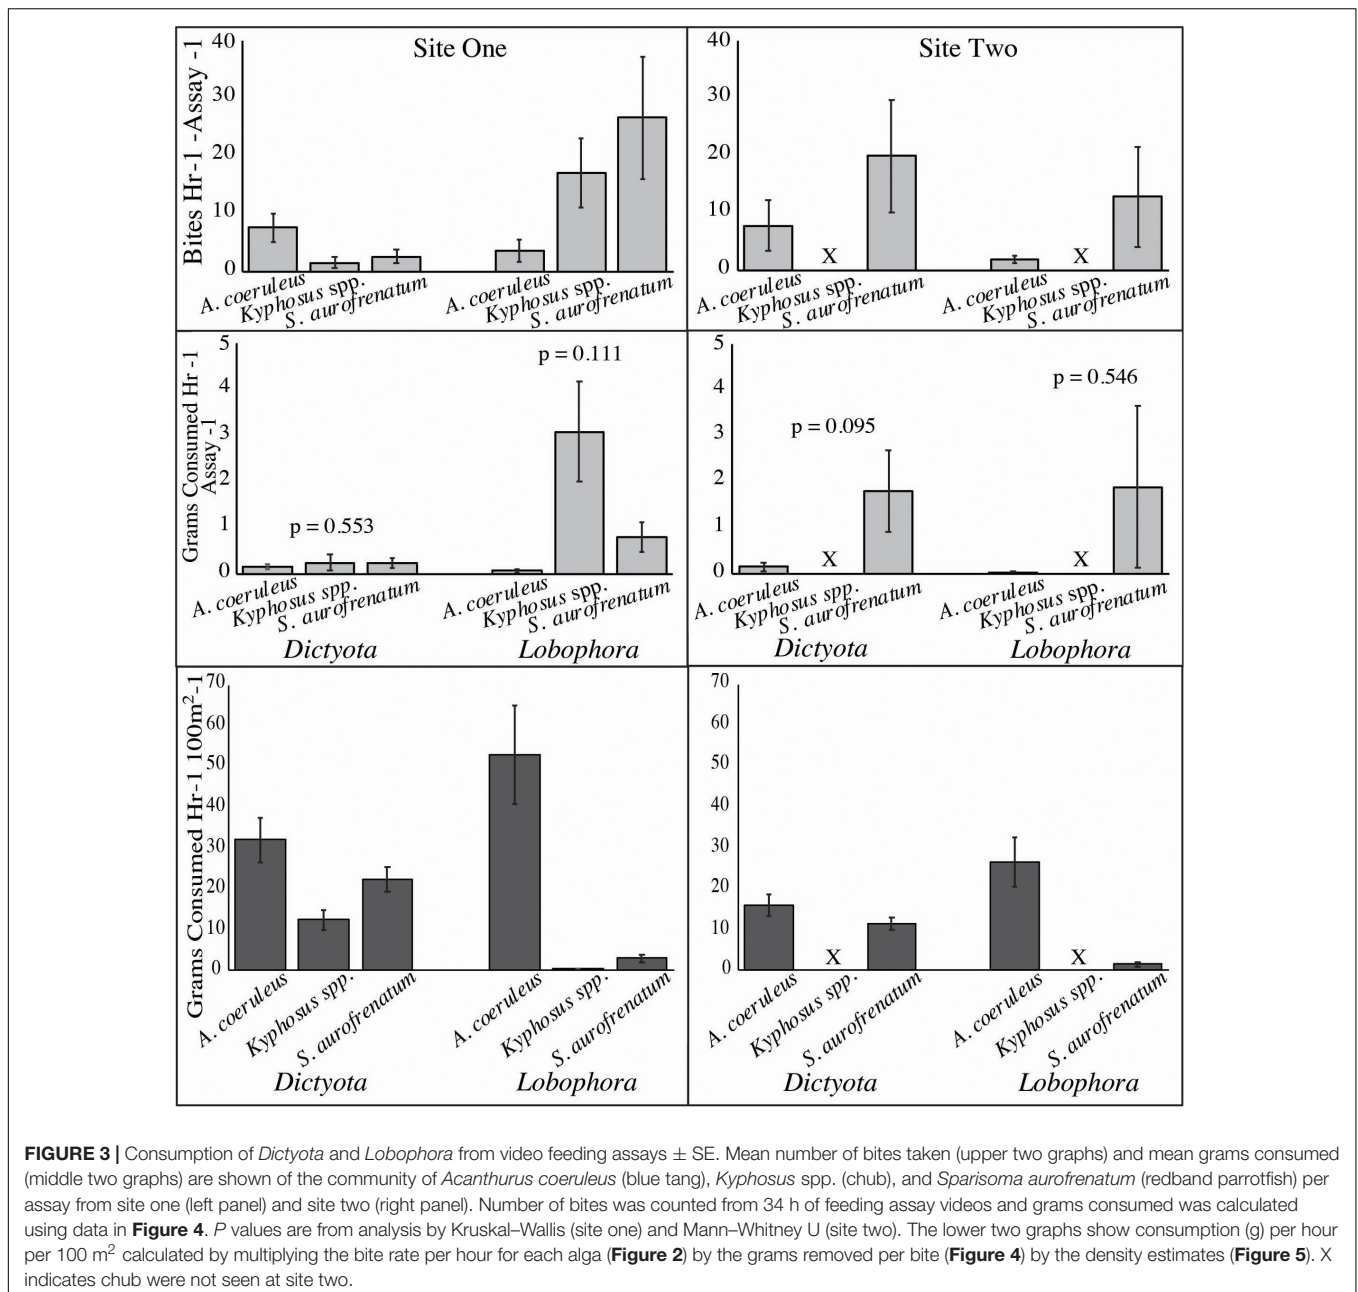 Site One
Bites Hr-1 -Assay -1
40
30
20
10
0
A. coeruleus
Kyphosus spp.
S. aurofrenatum
A. coeruleus
Kyphosus spp.
S. aurofrenatum
Site Two
40
30
20
10
0
X
X
A. coeruleus
Kyphosus spp.
S. aurofrenatum
A. coeruleus
Kyphosus spp.
S. aurofrenatum
Grams Consumed Hr -1
Assay -1
5
4
3
2
1
0
p = 0.553
p = 0.111
A. coeruleus
Kyphosus spp.
S. aurofrenatum
A. coeruleus
Kyphosus spp.
S. aurofrenatum
Dictyota
Lobophora
5
4
3
2
1
0
p = 0.095
p = 0.546
X
X
A. coeruleus
Kyphosus spp.
S. aurofrenatum
A. coeruleus
Kyphosus spp.
S. aurofrenatum
Dictyota
Lobophora
Grams Consumed Hr-1 100m²-1
70
60
50
40
30
20
10
0
A. coeruleus
Kyphosus spp.
S. aurofrenatum
A. coeruleus
Kyphosus spp.
S. aurofrenatum
Dictyota
Lobophora
70
60
50
40
30
20
10
0
X
X
A. coeruleus
Kyphosus spp.
S. aurofrenatum
A. coeruleus
Kyphosus spp.
S. aurofrenatum
Dictyota
Lobophora
FIGURE 3 | Consumption of Dictyota and Lobophora from video feeding assays ± SE. Mean number of bites taken (upper two graphs) and mean grams consumed
(middle two graphs) are shown of the community of Acanthurus coeruleus (blue tang), Kyphosus spp. (chub), and Sparisoma aurofrenatum (redband parrotfish) per
assay from site one (left panel) and site two (right panel). Number of bites was counted from 34 h of feeding assay videos and grams consumed was calculated
using data in Figure 4. P values are from analysis by Kruskal–Wallis (site one) and Mann–Whitney U (site two). The lower two graphs show consumption (g) per hour
per 100 m² calculated by multiplying the bite rate per hour for each alga (Figure 2) by the grams removed per bite (Figure 4) by the density estimates (Figure 5). X
indicates chub were not seen at site two.